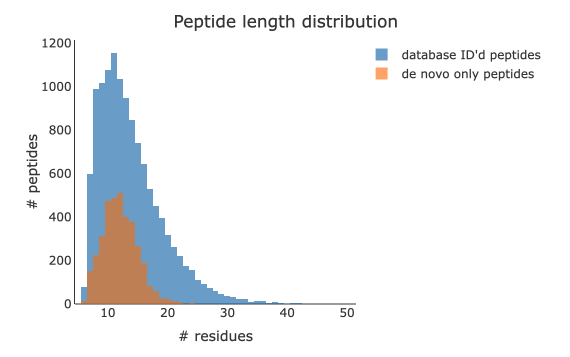 Peptide length distribution
database ID'd peptides
de novo only peptides
# peptides
1200
1000
800
600
400
200
0
10
20
30
40
50
# residues